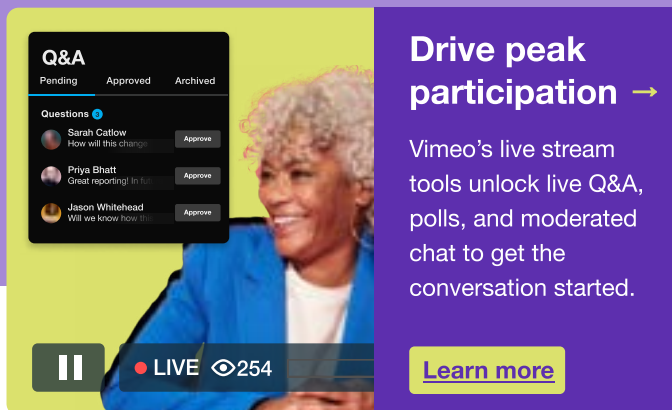 Q&A
Pending Approved Archived
Questions 3
Sarah Catlow
How will this change
Approve
Priya Bhatt
Great reporting! In
Approve
Jason Whitehead
Will we know how this
Approve
LIVE 254
Drive peak
participation →
Vimeo’s live stream
tools unlock live Q&A,
polls, and moderated
chat to get the
conversation started.
Learn more